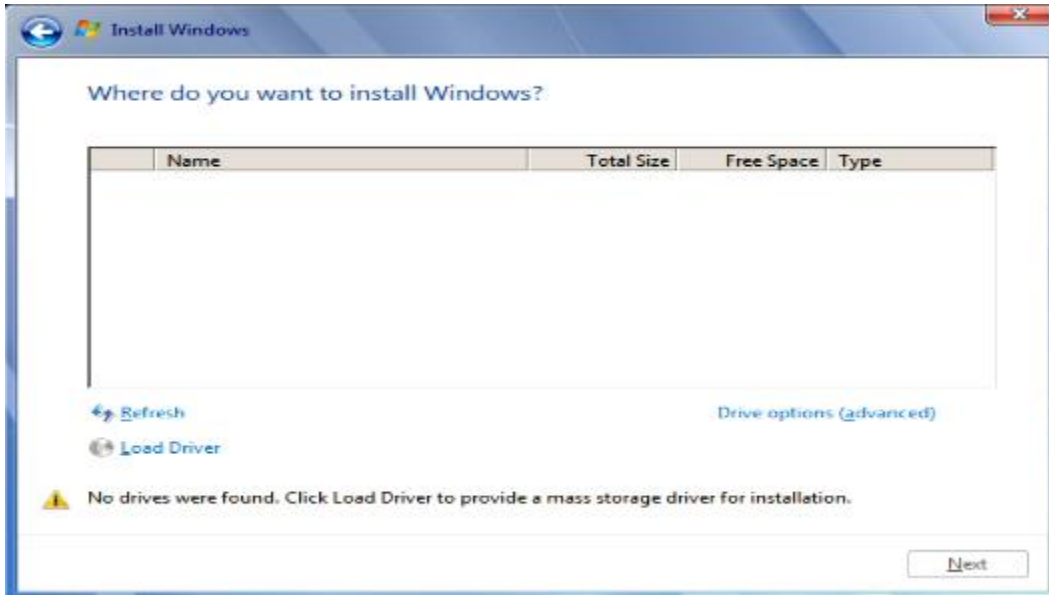 Install Windows
Where do you want to install Windows?
Name Total Size Free Space Type
Refresh Drive options (advanced)
Load Driver
No drives were found. Click Load Driver to provide a mass storage driver for installation.
Next